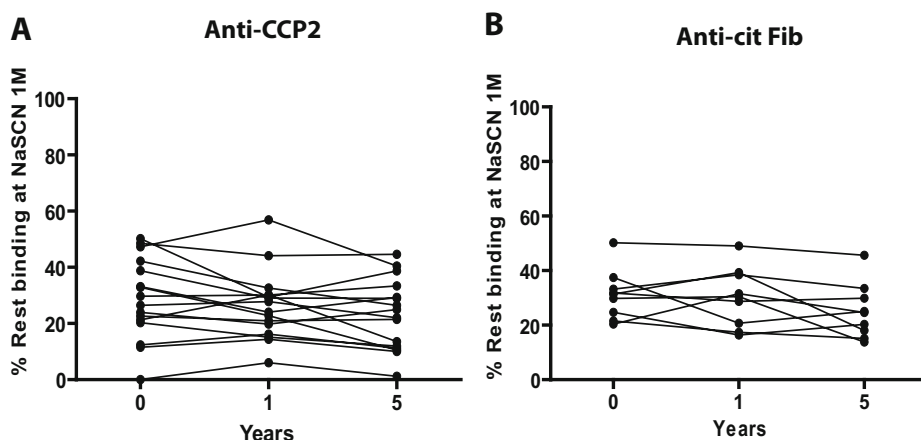 A
Anti-CCP2
% Rest binding at NaSCN 1M
100
80
60
40
20
0
0 1 5
Years
B
Anti-cit Fib
% Rest binding at NaSCN 1M
100
80
60
40
20
0
0 1 5
Years